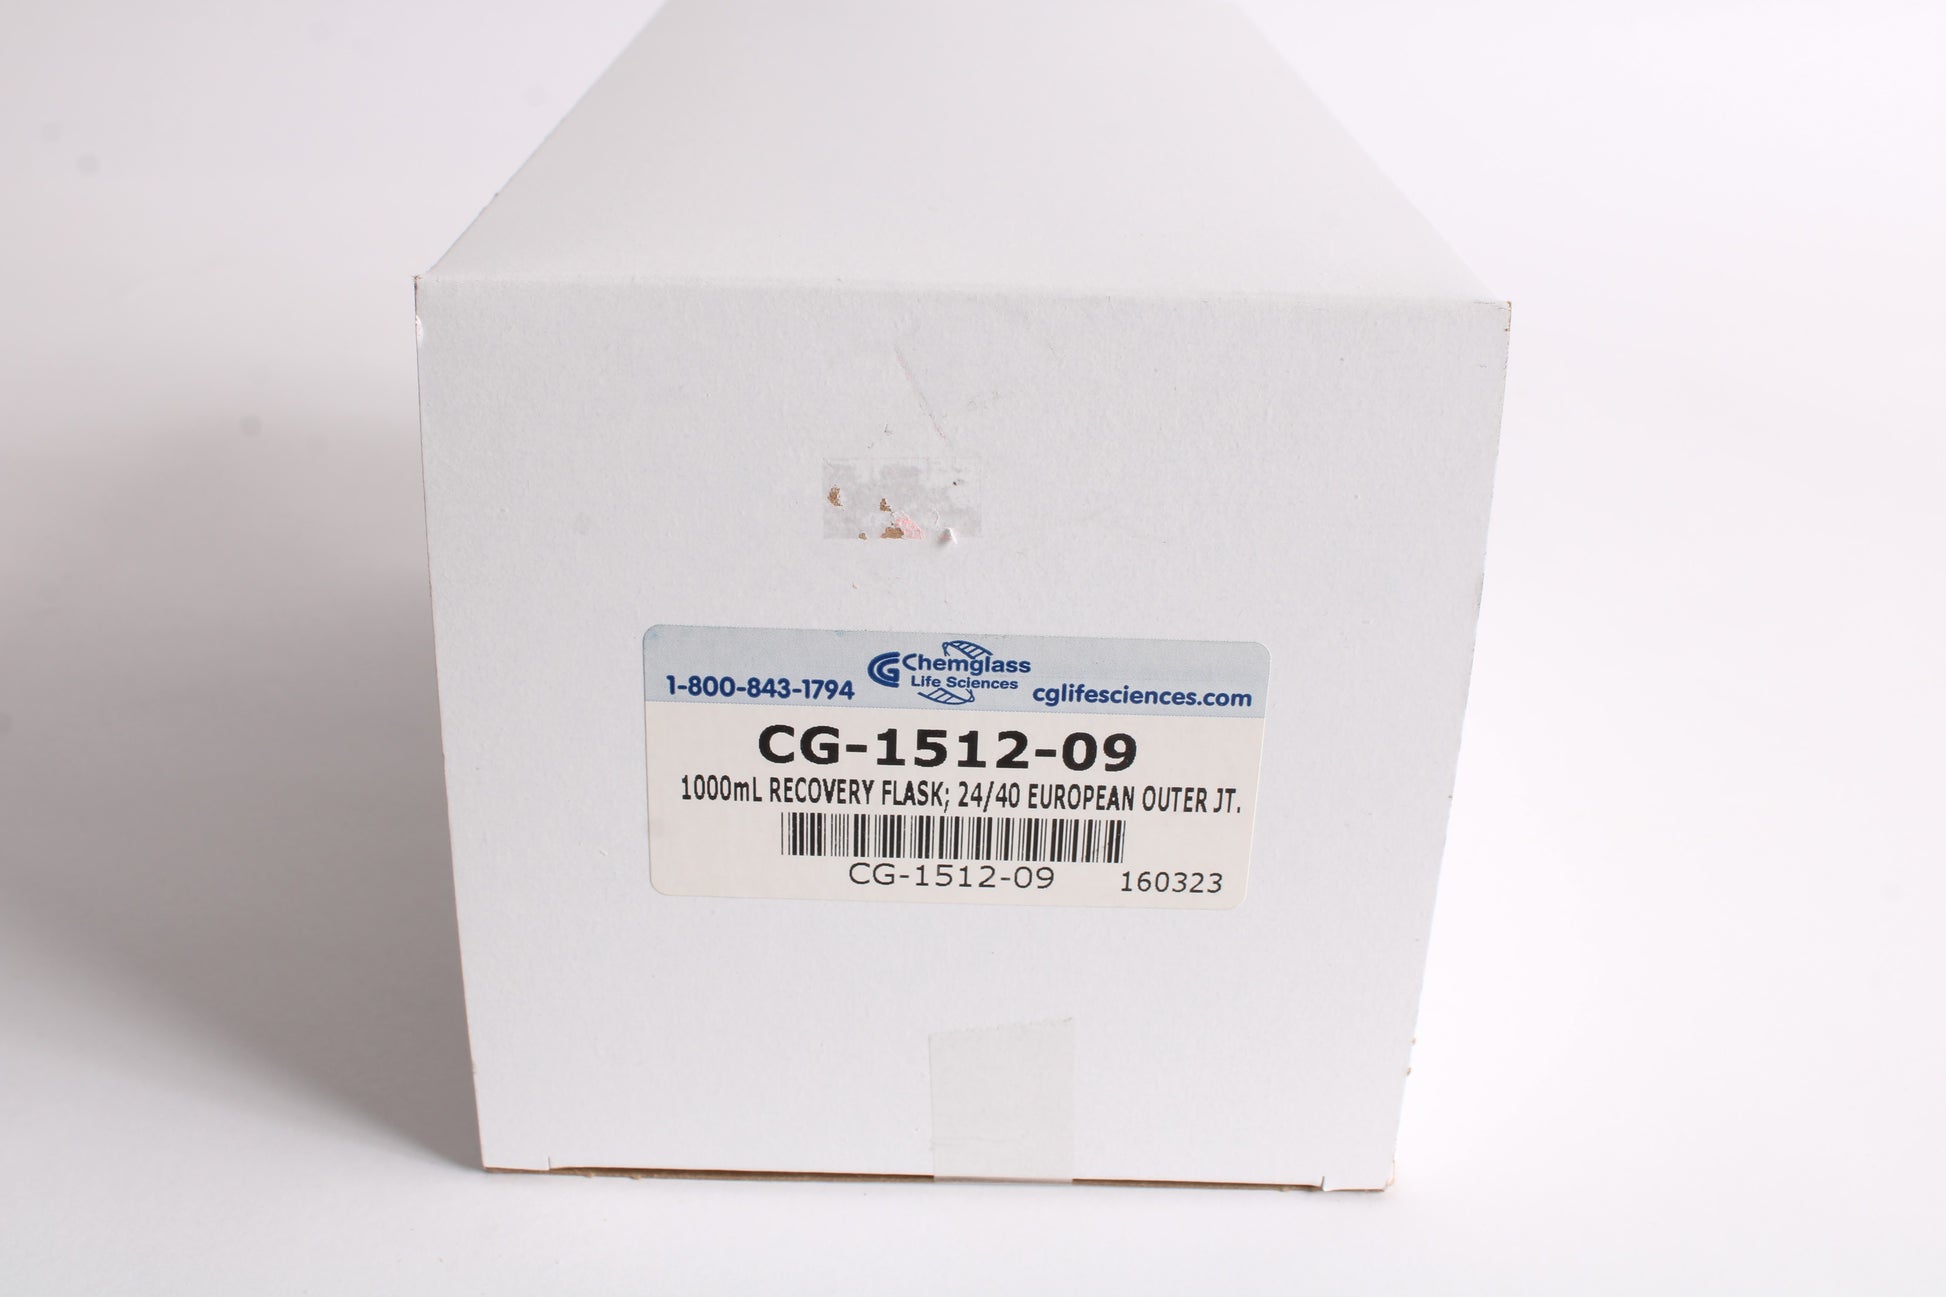 1-800-843-1794
CG Chemglass
Life Sciences
cglifesciences.com
CG-1512-09
1000mL RECOVERY FLASK; 24/40 EUROPEAN OUTER JT.
CG-1512-09
160323